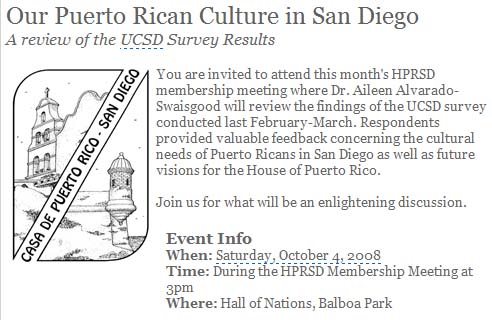 Our Puerto Rican Culture in San Diego
A review of the UCSD Survey Results
CASA DE PUERTO RICO - SAN DIEGO
You are invited to attend this month's HPRSD
membership meeting where Dr. Aileen Alvarado-
Swaisgood will review the findings of the UCSD survey
conducted last February-March. Respondents
provided valuable feedback concerning the cultural
needs of Puerto Ricans in San Diego as well as future
visions for the House of Puerto Rico.
Join us for what will be an enlightening discussion.
Event Info
When: Saturday, October 4, 2008
Time: During the HPRSD Membership Meeting at
3pm
Where: Hall of Nations, Balboa Park